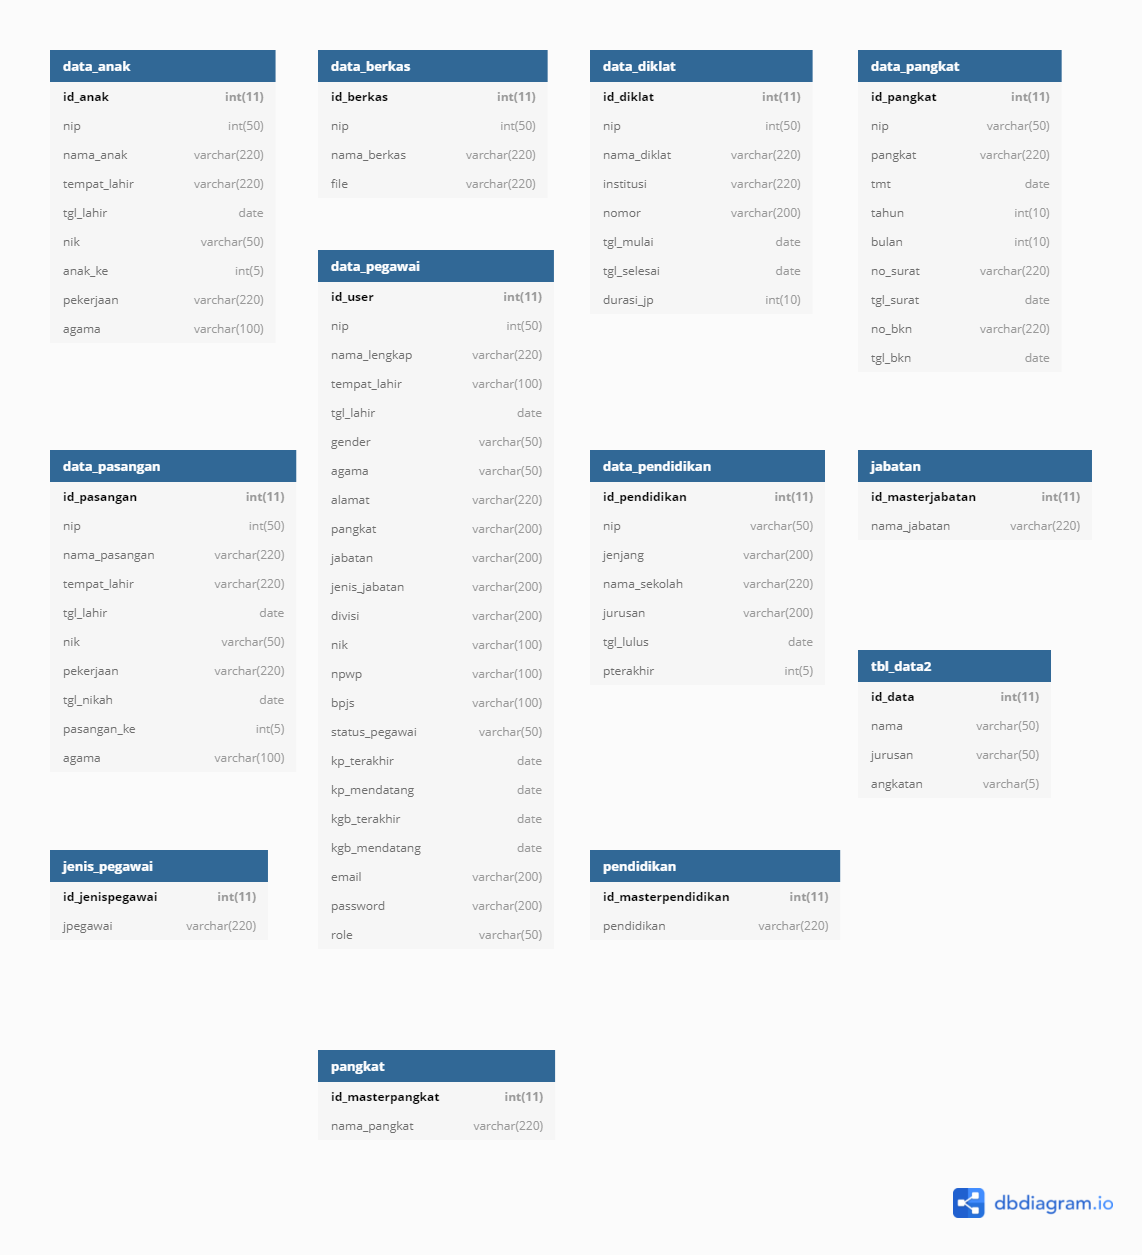 data_anak
id_anak int(11)
nip int(50)
nama_anak varchar(220)
tempat_lahir varchar(220)
tgl_lahir date
nik varchar(50)
anak_ke int(5)
pekerjaan varchar(220)
agama varchar(100)
data_berkas
id_berkas int(11)
nip int(50)
nama_berkas varchar(220)
file varchar(220)
data_diklat
id_diklat int(11)
nip int(50)
nama_diklat varchar(220)
institusi varchar(220)
nomor varchar(200)
tgl_mulai date
tgl_selesai date
durasi_jp int(10)
data_pangkat
id_pangkat int(11)
nip varchar(50)
pangkat varchar(220)
tmt date
tahun int(10)
bulan int(10)
no_surat varchar(220)
tgl_surat date
no_bkn varchar(220)
tgl_bkn date
data_pegawai
id_user int(11)
nip int(50)
nama_lengkap varchar(220)
tempat_lahir varchar(100)
tgl_lahir date
gender varchar(50)
agama varchar(50)
alamat varchar(220)
pangkat varchar(200)
jabatan varchar(200)
jenis_jabatan varchar(200)
divisi varchar(200)
nik varchar(100)
npwp varchar(100)
bpjs varchar(100)
status_pegawai varchar(50)
kp_terakhir date
kp_mendatang date
kgb_terakhir date
kgb_mendatang date
email varchar(200)
password varchar(200)
role varchar(50)
data_pasangan
id_pasangan int(11)
nip int(50)
nama_pasangan varchar(220)
tempat_lahir varchar(220)
tgl_lahir date
nik varchar(50)
pekerjaan varchar(220)
tgl_nikah date
pasangan_ke int(5)
agama varchar(100)
data_pendidikan
id_pendidikan int(11)
nip varchar(50)
jenjang varchar(200)
nama_sekolah varchar(220)
jurusan varchar(200)
tgl_lulus date
pterakhir int(5)
jabatan
id_masterjabatan int(11)
nama_jabatan varchar(220)
tbl_data2
id_data int(11)
nama varchar(50)
jurusan varchar(50)
angkatan varchar(5)
jenis_pegawai
id_jenispegawai int(11)
jpegawai varchar(220)
pendidikan
id_masterpendidikan int(11)
pendidikan varchar(220)
pangkat
id_masterpangkat int(11)
nama_pangkat varchar(220)
dbdiagram.io